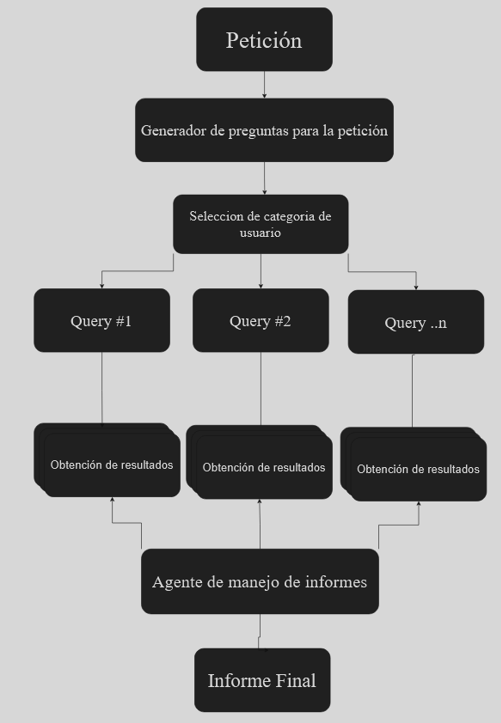 Petición
Generador de preguntas para la petición
Seleccion de categoria de
usuario
Query #1
Query #2
Query ..n
Obtención de resultados
Obtención de resultados
Obtención de resultados
Agente de manejo de informes
Informe Final